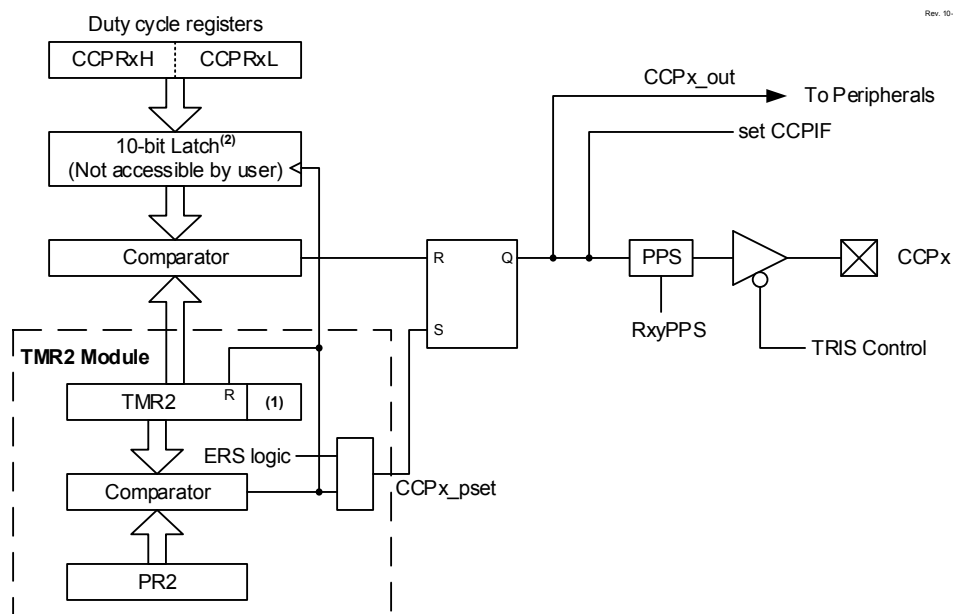 Rev. 10-
Duty cycle registers
CCPRxH CCPRxL
CCPx_out
To Peripherals
set CCPIF
10-bit Latch(2)
(Not accessible by user)
Comparator
R Q
S
PPS
CCPx
RxyPPS
TRIS Control
TMR2 Module
TMR2 R (1)
ERS logic
CCPx_pset
Comparator
PR2